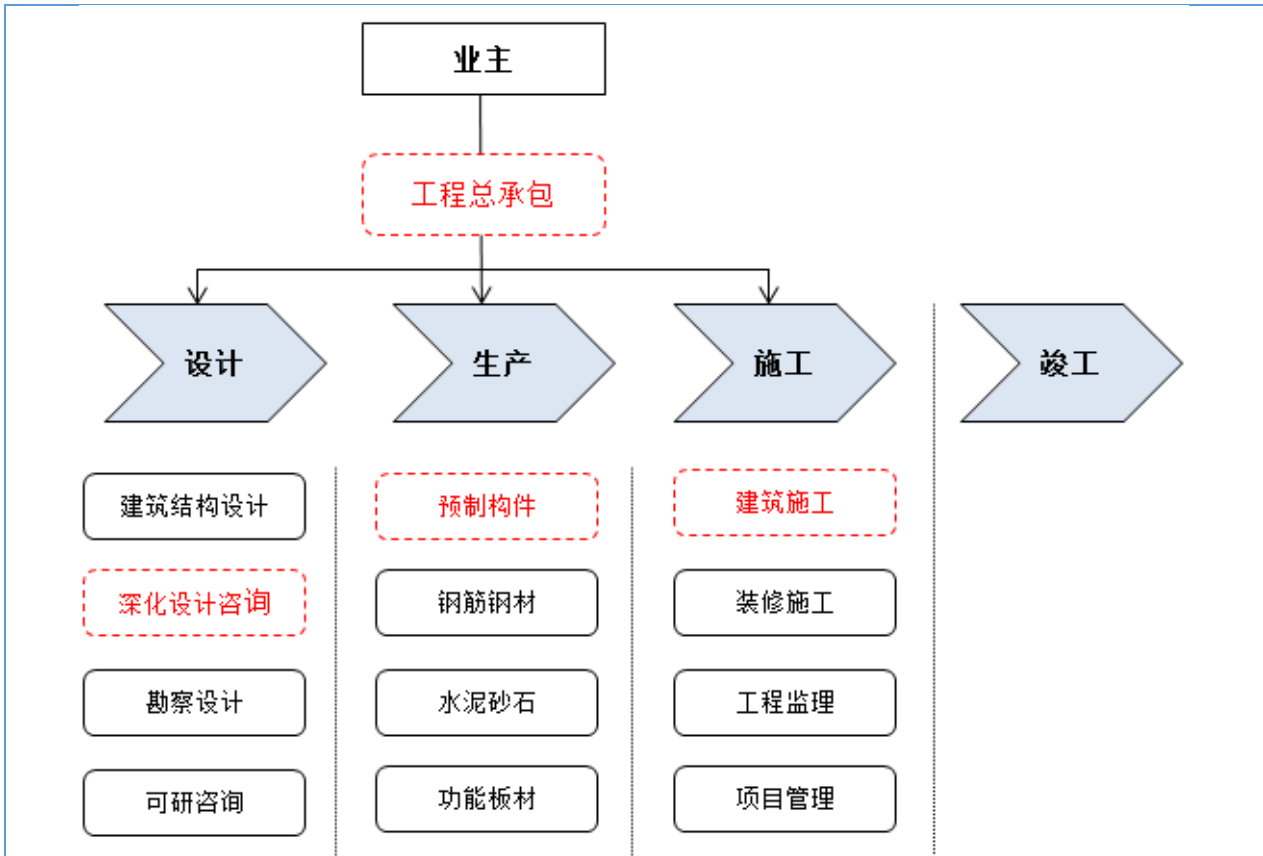 业主
工程总承包
设计
生产
施工
竣工
建筑结构设计
预制构件
建筑施工
深化设计咨询
钢筋钢材
装修施工
勘察设计
水泥砂石
工程监理
可研咨询
功能板材
项目管理